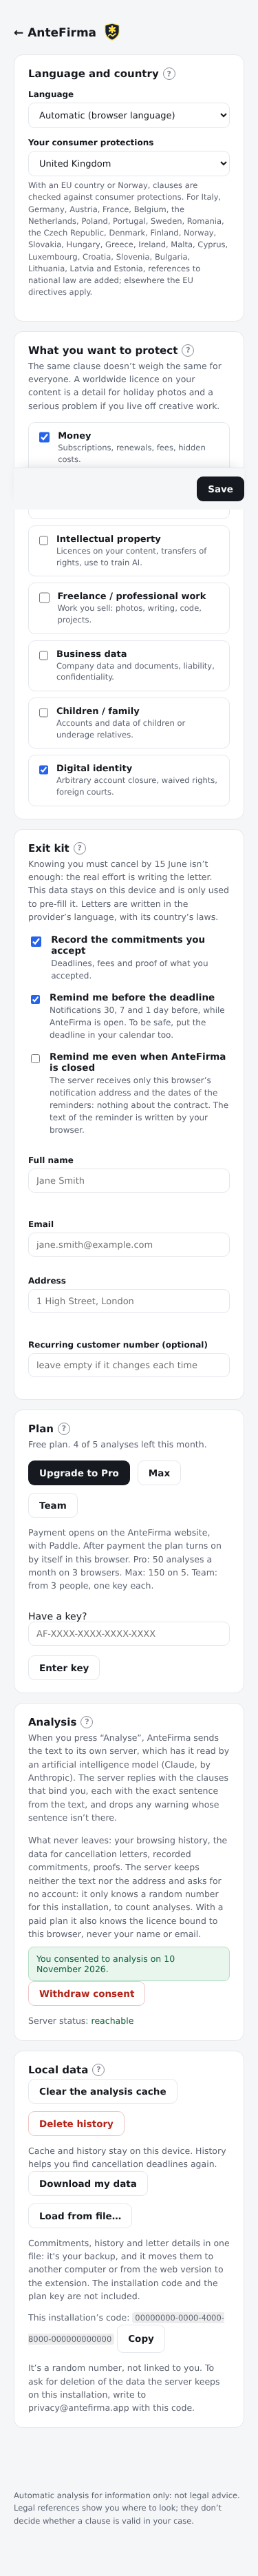 ← AnteFirma
Language and country ?
Language
Automatic (browser language)
Your consumer protections
United Kingdom
With an EU country or Norway, clauses are
checked against consumer protections. For Italy,
Germany, Austria, France, Belgium, the
Netherlands, Poland, Portugal, Sweden, Romania,
the Czech Republic, Denmark, Finland, Norway,
Slovakia, Hungary, Greece, Ireland, Malta, Cyprus,
Luxembourg, Croatia, Slovenia, Bulgaria,
Lithuania, Latvia and Estonia, references to
national law are added; elsewhere the EU
directives apply.
What you want to protect ?
The same clause doesn’t weigh the same for
everyone. A worldwide licence on your
content is a detail for holiday photos and a
serious problem if you live off creative work.
Money
Subscriptions, renewals, fees, hidden
costs.
Save
Intellectual property
Licences on your content, transfers of
rights, use to train AI.
Freelance / professional work
Work you sell: photos, writing, code,
projects.
Business data
Company data and documents, liability,
confidentiality.
Children / family
Accounts and data of children or
underage relatives.
Digital identity
Arbitrary account closure, waived rights,
foreign courts.
Exit kit ?
Knowing you must cancel by 15 June isn’t
enough: the real effort is writing the letter.
This data stays on this device and is only used
to pre-fill it. Letters are written in the
provider’s language, with its country’s laws.
Record the commitments you
accept
Deadlines, fees and proof of what you
accepted.
Remind me before the deadline
Notifications 30, 7 and 1 day before, while
AnteFirma is open. To be safe, put the
deadline in your calendar too.
Remind me even when AnteFirma
is closed
The server receives only this browser’s
notification address and the dates of the
reminders: nothing about the contract. The
text of the reminder is written by your
browser.
Full name
Jane Smith
Email
jane.smith@example.com
Address
1 High Street, London
Recurring customer number (optional)
leave empty if it changes each time
Plan ?
Free plan. 4 of 5 analyses left this month.
Upgrade to Pro
Max
Team
Payment opens on the AnteFirma website,
with Paddle. After payment the plan turns on
by itself in this browser. Pro: 50 analyses a
month on 3 browsers. Max: 150 on 5. Team:
from 3 people, one key each.
Have a key?
AF-XXXX-XXXX-XXXX-XXXX
Enter key
Analysis ?
When you press “Analyse”, AnteFirma sends
the text to its own server, which has it read by
an artificial intelligence model (Claude, by
Anthropic). The server replies with the clauses
that bind you, each with the exact sentence
from the text, and drops any warning whose
sentence isn’t there.
What never leaves: your browsing history, the
data for cancellation letters, recorded
commitments, proofs. The server keeps
neither the text nor the address and asks for
no account: it only knows a random number
for this installation, to count analyses. With a
paid plan it also knows the licence bound to
this browser, never your name or email.
You consented to analysis on 10
November 2026.
Withdraw consent
Server status: reachable
Local data ?
Clear the analysis cache
Delete history
Cache and history stay on this device. History
helps you find cancellation deadlines again.
Download my data
Load from file…
Commitments, history and letter details in one
file: it's your backup, and it moves them to
another computer or from the web version to
the extension. The installation code and the
plan key are not included.
This installation’s code: 00000000-0000-4000-
8000-000000000000 Copy
It’s a random number, not linked to you. To
ask for deletion of the data the server keeps
on this installation, write to
privacy@antefirma.app with this code.
Automatic analysis for information only: not legal advice.
Legal references show you where to look; they don’t
decide whether a clause is valid in your case.